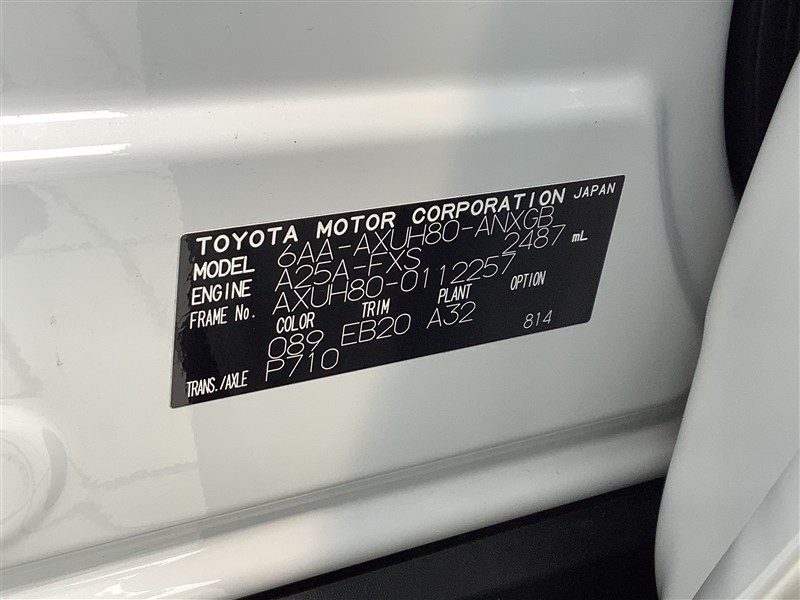 TOYOTA MOTOR CORPORATION JAPAN
MODEL 6AA-AXUH80-ANXGB
ENGINE A25A-FXS 2487 mL
FRAME No. AXUH80-0112257
COLOR TRIM PLANT OPTION
089 EB20 A32 814
TRANS./AXLE P710